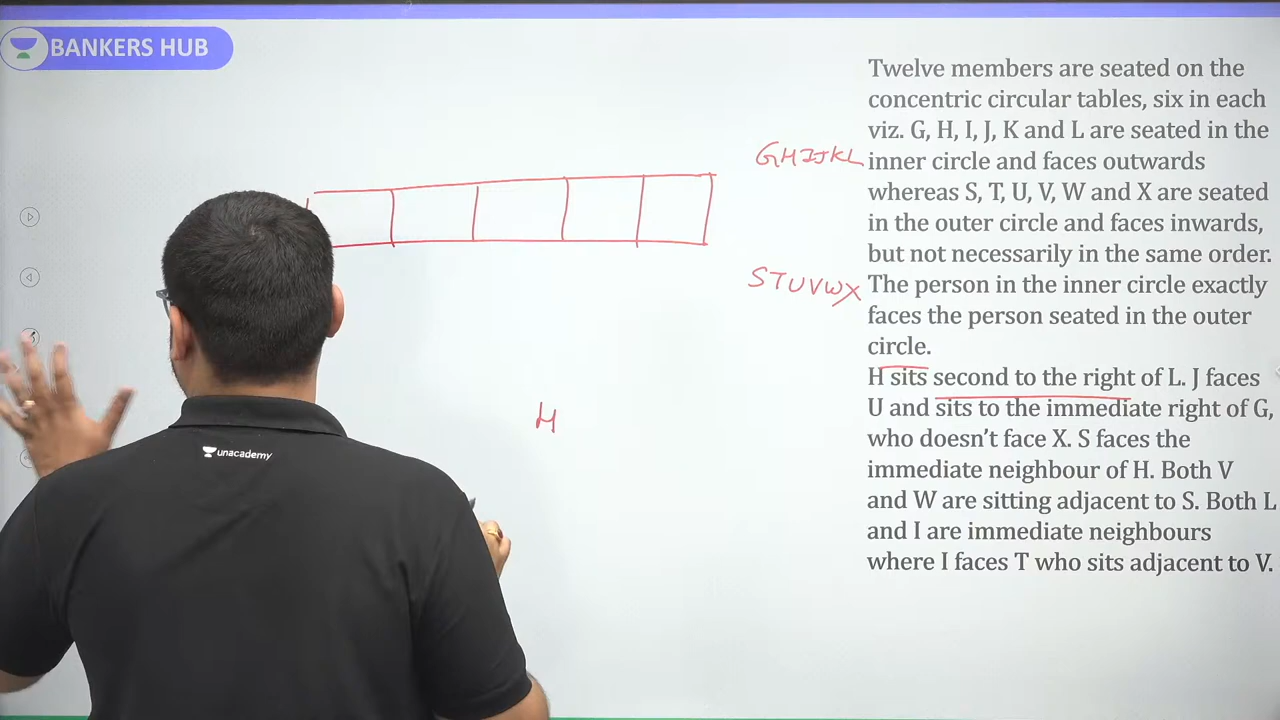 BANKERS HUB
Twelve members are seated on the
concentric circular tables, six in each
viz. G, H, I, J, K and L are seated in the
inner circle and faces outwards
whereas S, T, U, V, W and X are seated
in the outer circle and faces inwards,
but not necessarily in the same order.
The person in the inner circle exactly
faces the person seated in the outer
circle.
H sits second to the right of L. J faces
U and sits to the immediate right of G,
who doesn’t face X. S faces the
immediate neighbour of H. Both V
and W are sitting adjacent to S. Both L
and I are immediate neighbours
where I faces T who sits adjacent to V.
GHIJKL
STUVWX
H
unacademy